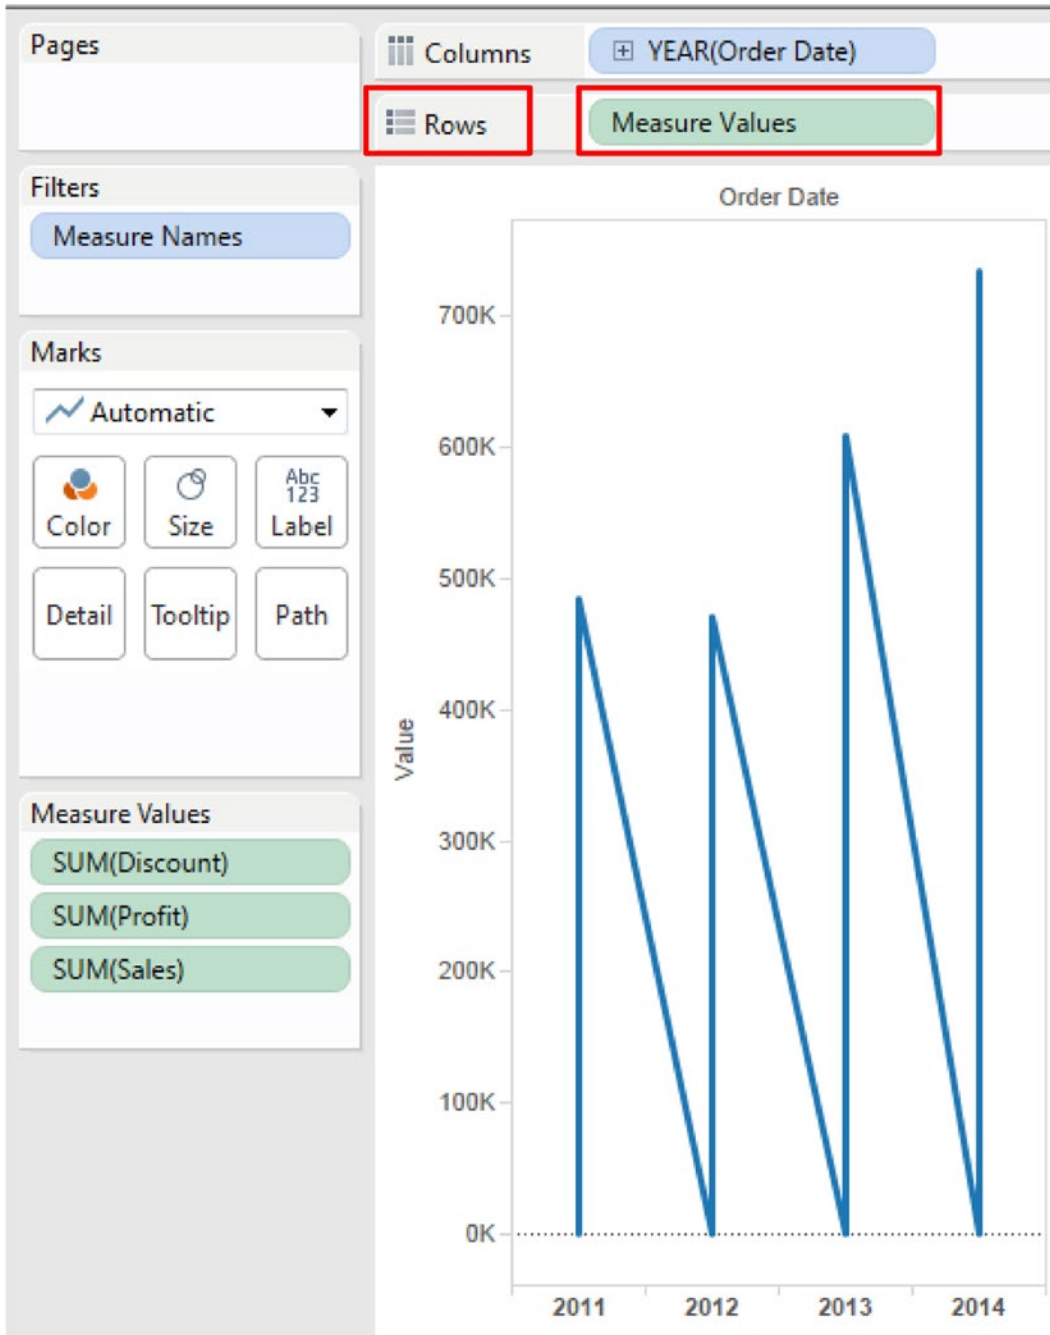 Pages
Columns
YEAR(Order Date)
Rows
Measure Values
Filters
Measure Names
Marks
Automatic
Color
Size
Abc
123
Label
Detail
Tooltip
Path
Measure Values
SUM(Discount)
SUM(Profit)
SUM(Sales)
Order Date
700K
600K
500K
400K
300K
200K
100K
0K
Value
2011 2012 2013 2014